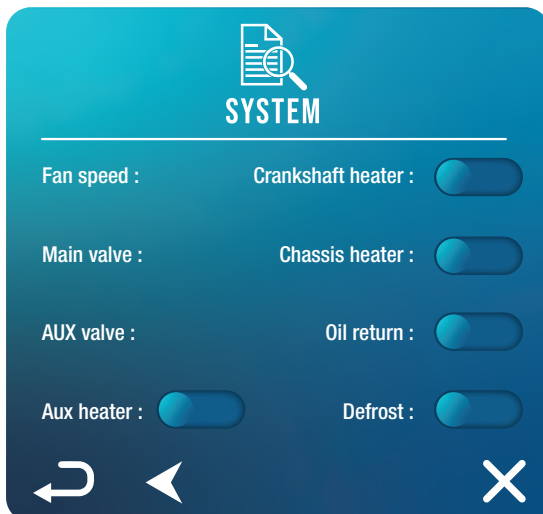 SYSTEM
Fan speed : Crankshaft heater :
Main valve : Chassis heater :
AUX valve : Oil return :
Aux heater : Defrost :